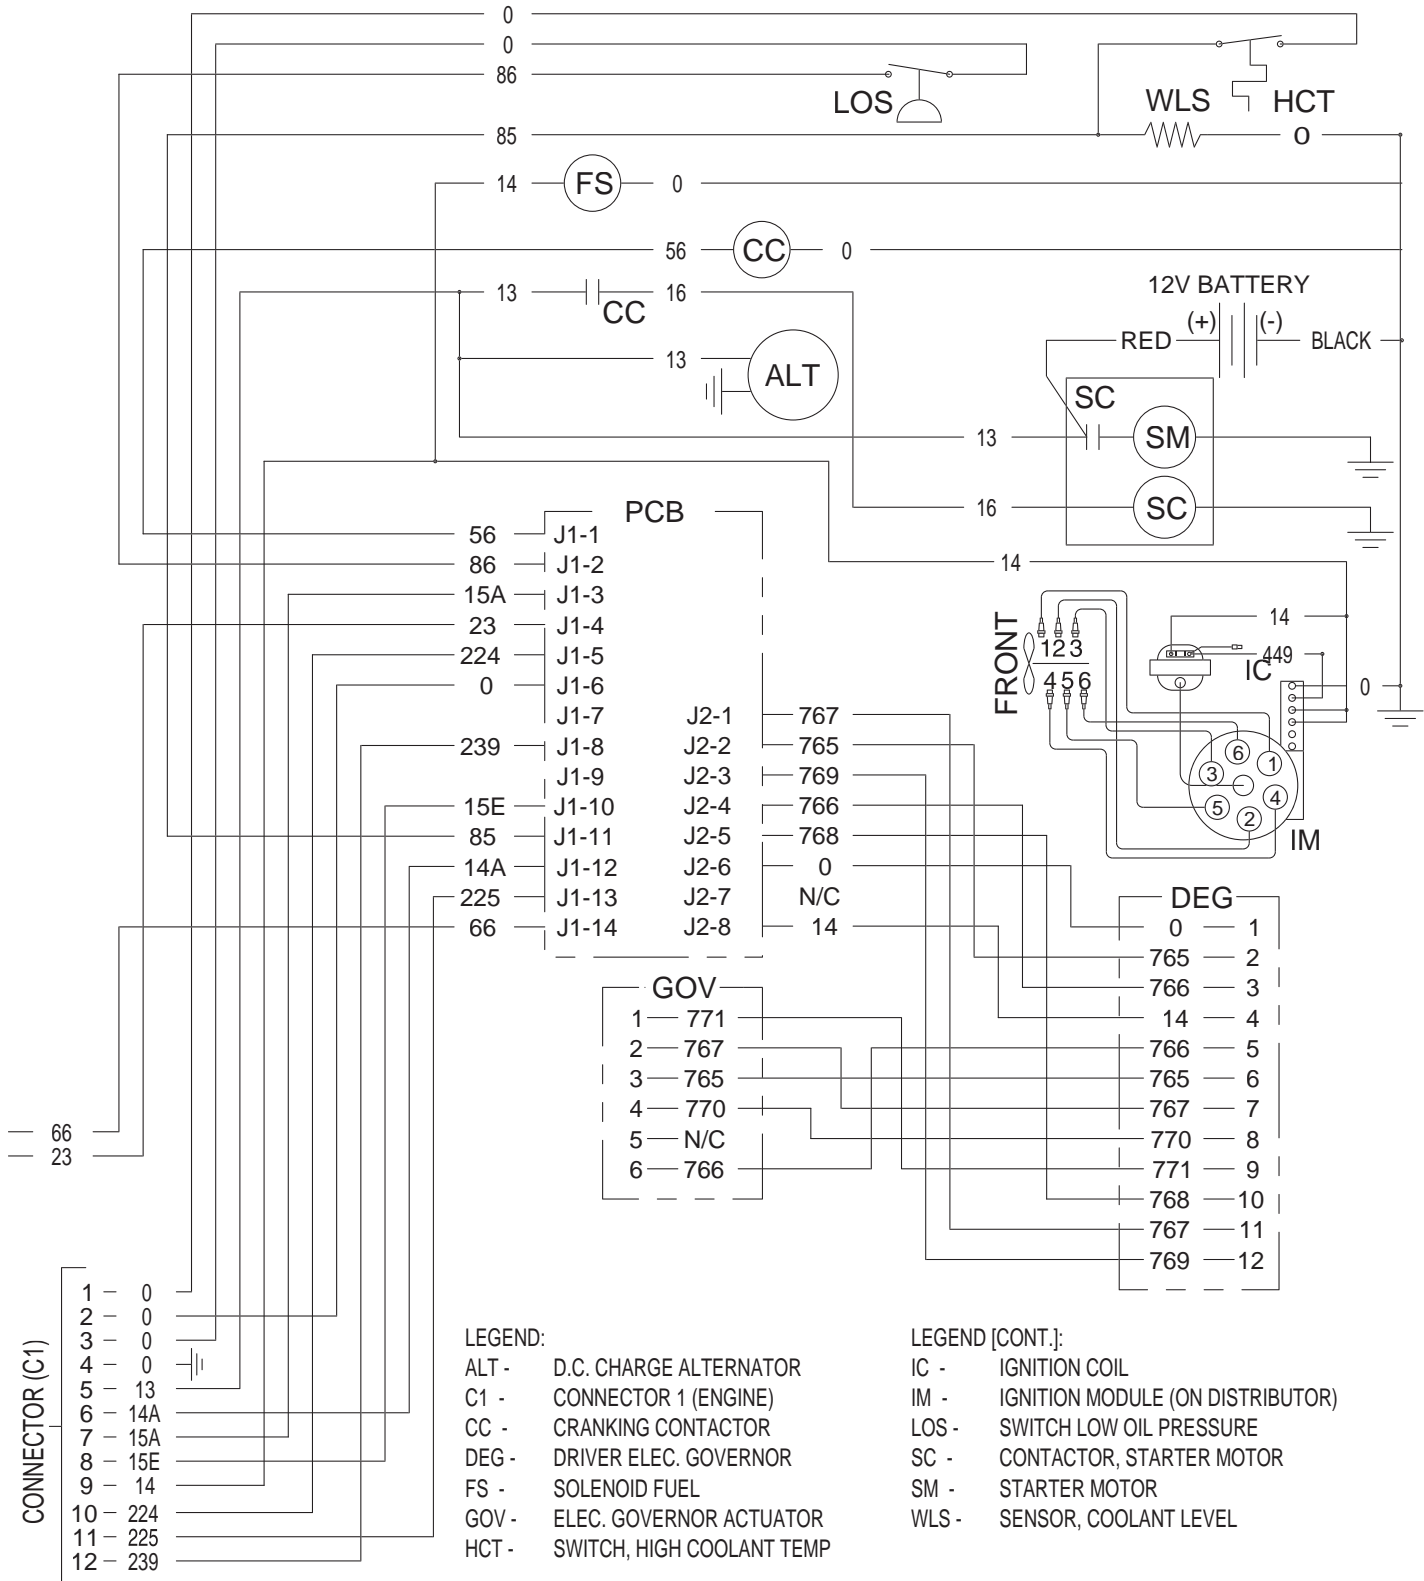 0
0
86
LOS
WLS HCT
85 0
14 FS 0
56 CC 0
13 CC 16
12V BATTERY
(+) (-)
RED BLACK
13 ALT
SC
13 SM
16 SC
PCB
14
56 J1-1
86 J1-2
15A J1-3
23 J1-4
224 J1-5
0 J1-6
J1-7 J2-1 767
239 J1-8 J2-2 765
J1-9 J2-3 769
15E J1-10 J2-4 766
85 J1-11 J2-5 768
14A J1-12 J2-6 0
225 J1-13 J2-7 N/C
66 J1-14 J2-8 14
FRONT
1 2 3
4 5 6
14
449
IC
0
6
1
3
4
5
2
IM
DEG
0 1
765 2
766 3
14 4
766 5
765 6
767 7
770 8
771 9
768 10
767 11
769 12
GOV
1 771
2 767
3 765
4 770
5 N/C
6 766
66
23
CONNECTOR (C1)
1 0
2 0
3 0
4 0
5 13
6 14A
7 15A
8 15E
9 14
10 224
11 225
12 239
LEGEND:
ALT - D.C. CHARGE ALTERNATOR
C1 - CONNECTOR 1 (ENGINE)
CC - CRANKING CONTACTOR
DEG - DRIVER ELEC. GOVERNOR
FS - SOLENOID FUEL
GOV - ELEC. GOVERNOR ACTUATOR
HCT - SWITCH, HIGH COOLANT TEMP
LEGEND [CONT.]:
IC - IGNITION COIL
IM - IGNITION MODULE (ON DISTRIBUTOR)
LOS - SWITCH LOW OIL PRESSURE
SC - CONTACTOR, STARTER MOTOR
SM - STARTER MOTOR
WLS - SENSOR, COOLANT LEVEL